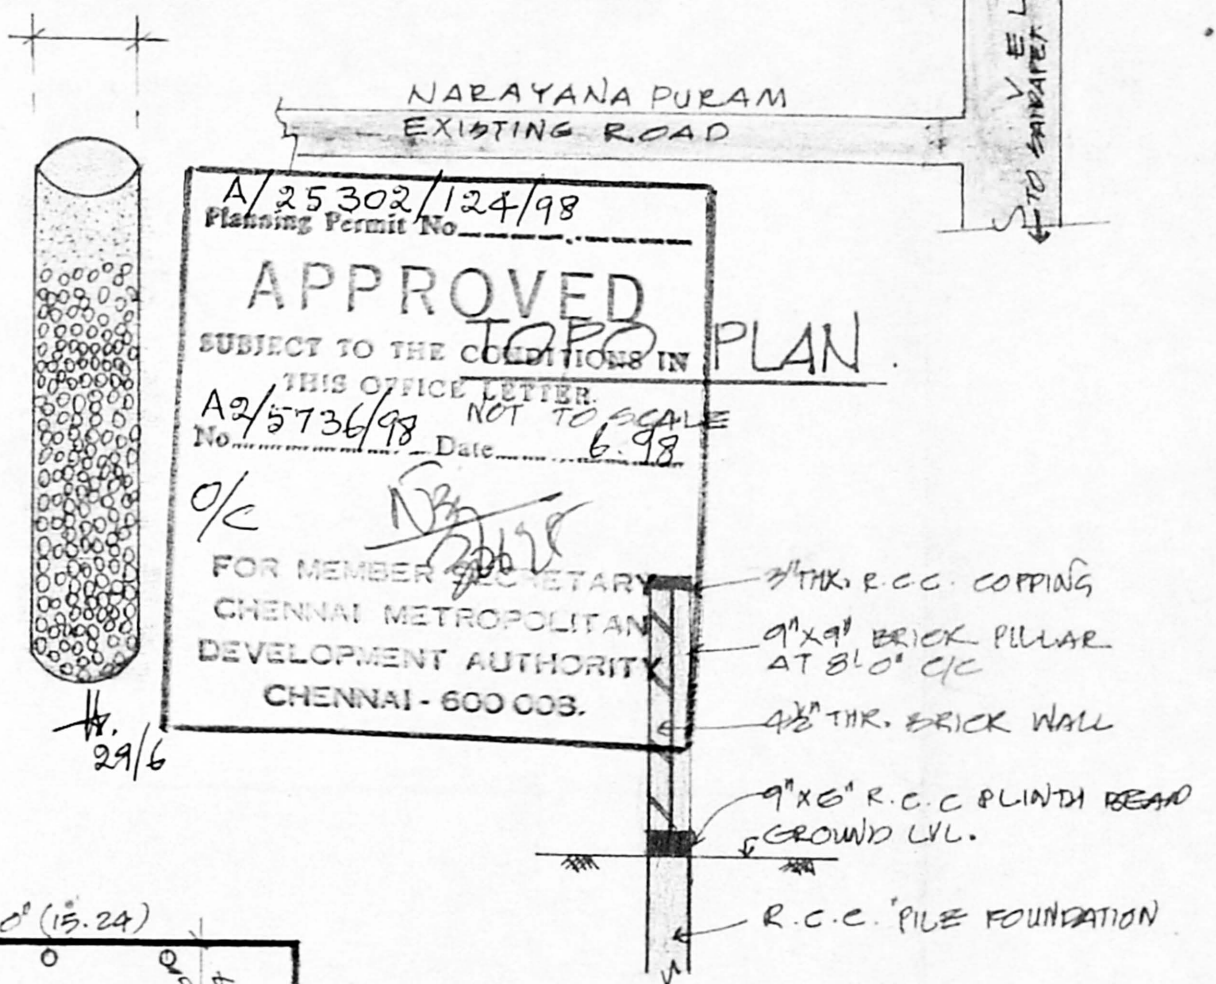 NARAYANA PURAM
EXISTING ROAD
V E L
TO SAIDAPET
A/25302/124/98
Planning Permit No
APPROVED
SUBJECT TO THE CONDITIONS IN
THIS OFFICE LETTER.
A2/5736/98
No. Date 6.98
TOPO PLAN
NOT TO SCALE
O/C
FOR MEMBER SECRETARY
CHENNAI METROPOLITAN
DEVELOPMENT AUTHORITY
CHENNAI - 600 003.
29/6
3" THK. R.C.C. COPPING
9"X9" BRICK PILLAR
AT 8'0" C/C
4½" THK. BRICK WALL
9"X6" R.C.C PLINTH BEAM
GROUND LVL.
R.C.C. PILE FOUNDATION
0" (15.24)